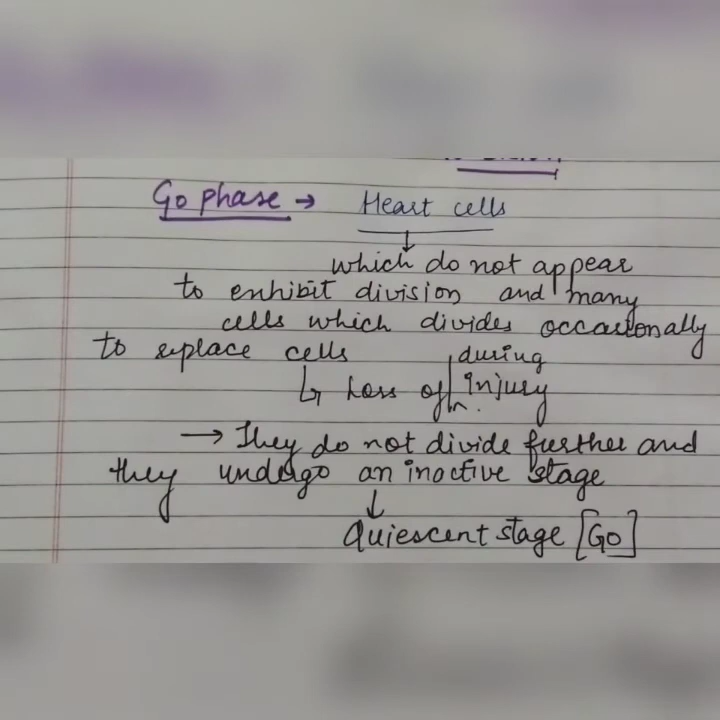 Go phase → Heart cells
↓
which do not appear
to enhibit division and many
cells which divides occasionally
to replace cells during
↳ Loss of injury
→ They do not divide further and
they undergo an inactive stage
↓
Quiescent stage [Go]